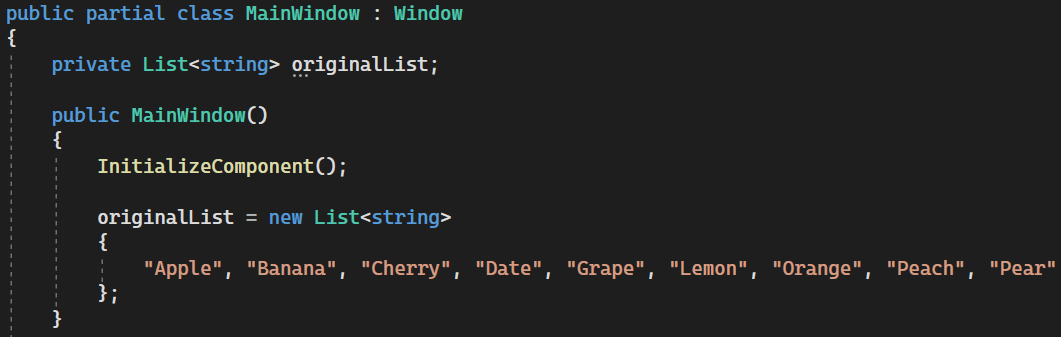 public partial class MainWindow : Window
{
    private List<string> originalList;

    public MainWindow()
    {
        InitializeComponent();

        originalList = new List<string>
        {
            "Apple", "Banana", "Cherry", "Date", "Grape", "Lemon", "Orange", "Peach", "Pear"
        };
    }